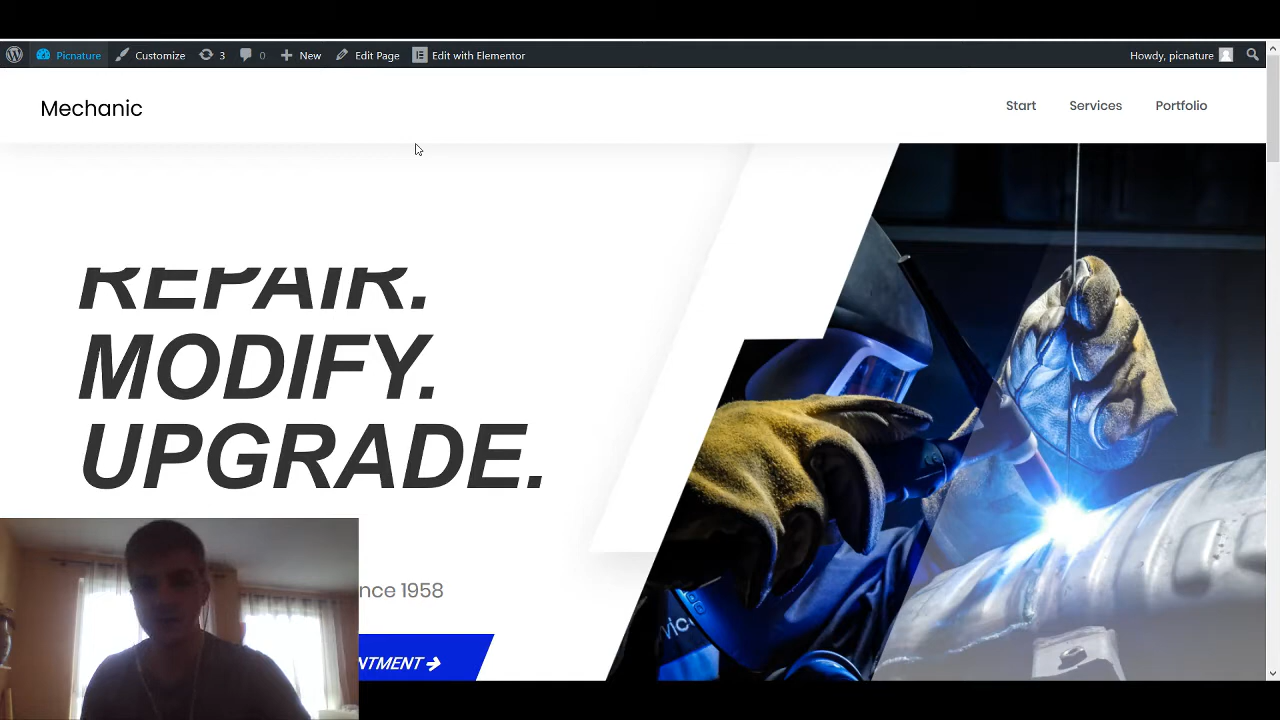 Picnature Customize 3 0 New Edit Page Edit with Elementor Howdy, picnature
Mechanic Start Services Portfolio
REPAIR.
MODIFY.
UPGRADE.
nce 1958
NTMENT